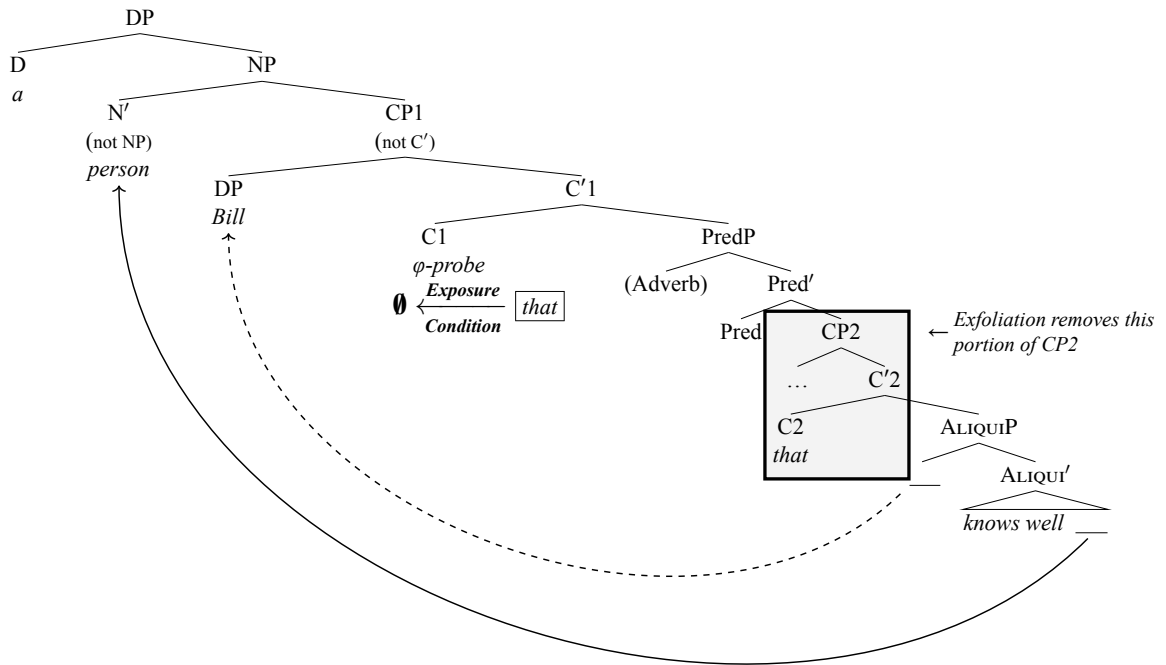 DP
D
NP
a
N′
CP1
(not NP)
(not C′)
person
DP
C′1
Bill
C1
PredP
φ-probe
(Adverb)
Pred′
∅ Exposure Condition that
Pred
CP2
← Exfoliation removes this
portion of CP2
…
C′2
C2
ALIQUIP
that
ALIQUI′
knows well